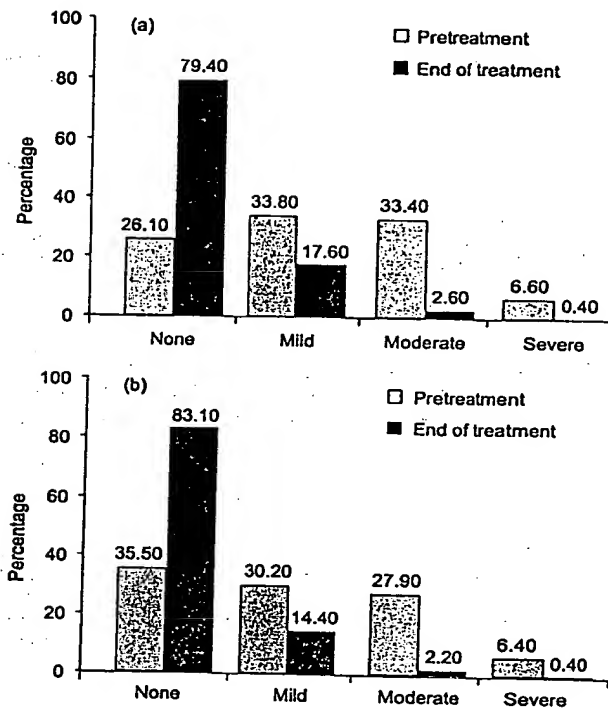 (a)
Pretreatment
End of treatment
Percentage
100
80
60
40
20
0
26.10
79.40
33.80
17.60
33.40
2.60
6.60
0.40
None
Mild
Moderate
Severe
(b)
Pretreatment
End of treatment
Percentage
100
80
60
40
20
0
35.50
83.10
30.20
14.40
27.90
2.20
6.40
0.40
None
Mild
Moderate
Severe